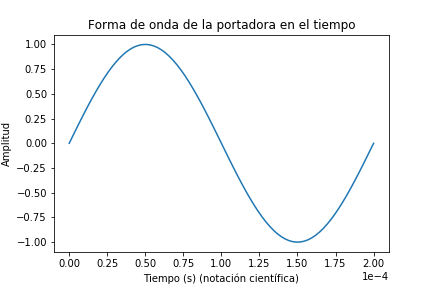 Forma de onda de la portadora en el tiempo
1.00
0.75
0.50
0.25
0.00
−0.25
−0.50
−0.75
−1.00
Amplitud
0.00 0.25 0.50 0.75 1.00 1.25 1.50 1.75 2.00
1e−4
Tiempo (s) (notación científica)